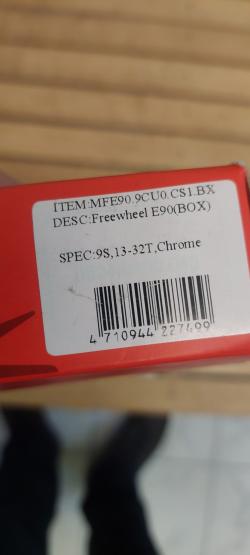 ITEM:MFE90.9CU0.CS1.BX
DESC:Freewheel E90(BOX)
SPEC:9S,13-32T,Chrome
4 710944 227499